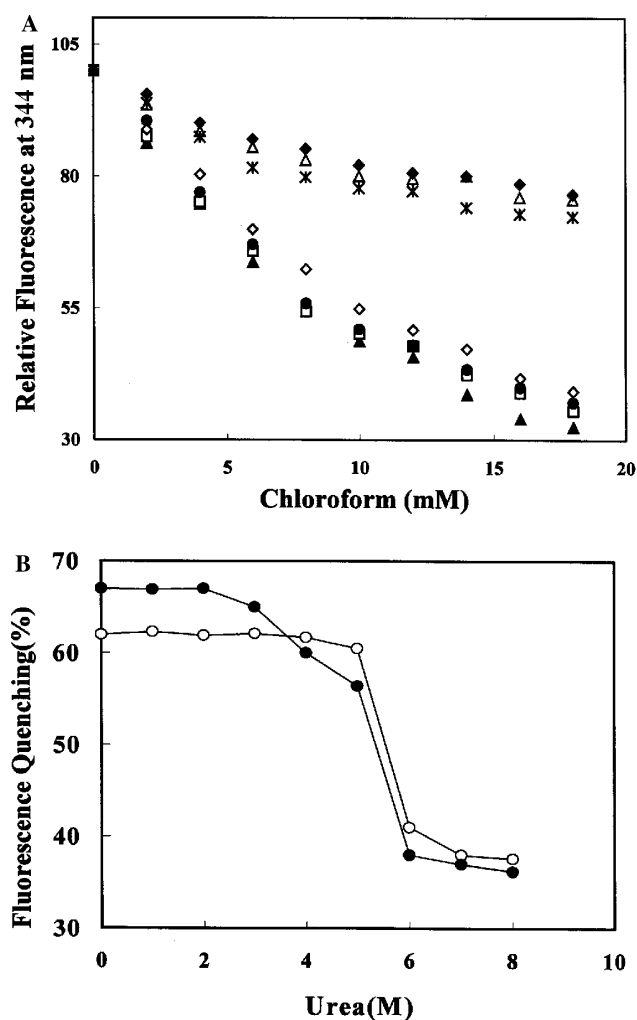 A
Relative Fluorescence at 344 nm
105
80
55
30
0 5 10 15 20
Chloroform (mM)
B
Fluorescence Quenching(%)
70
60
50
40
30
0 2 4 6 8 10
Urea(M)